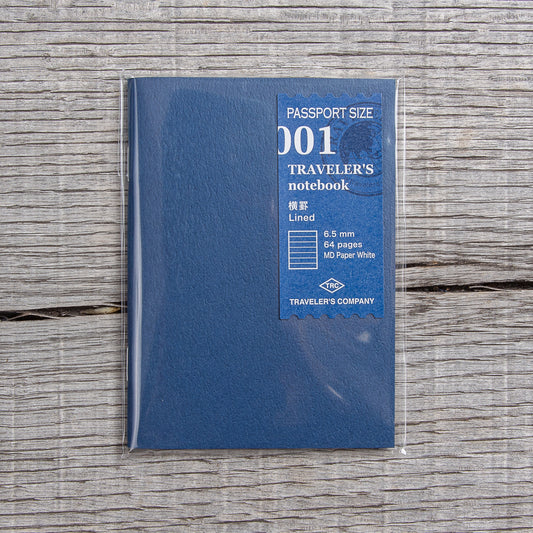 PASSPORT SIZE
001
TRAVELER'S
notebook
横罫
Lined
6.5 mm
64 pages
MD Paper White
TRC
TRAVELER'S COMPANY